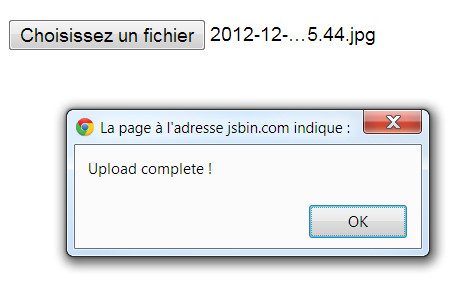 Choisissez un fichier 2012-12-…5.44.jpg
La page à l'adresse jsbin.com indique :
Upload complete !
OK